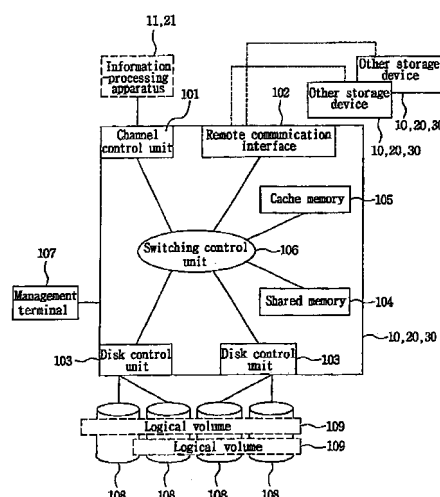 11,21
Information
processing
apparatus
101
102
Other storage
device
Other storage
device
10,20,30
10,20,30
Channel
control unit
Remote communication
interface
Cache memory
105
Switching control
unit
106
107
Management
terminal
Shared memory
104
10,20,30
103
Disk control
unit
Disk control
unit
103
Logical volume
109
Logical volume
109
108
108
108
108